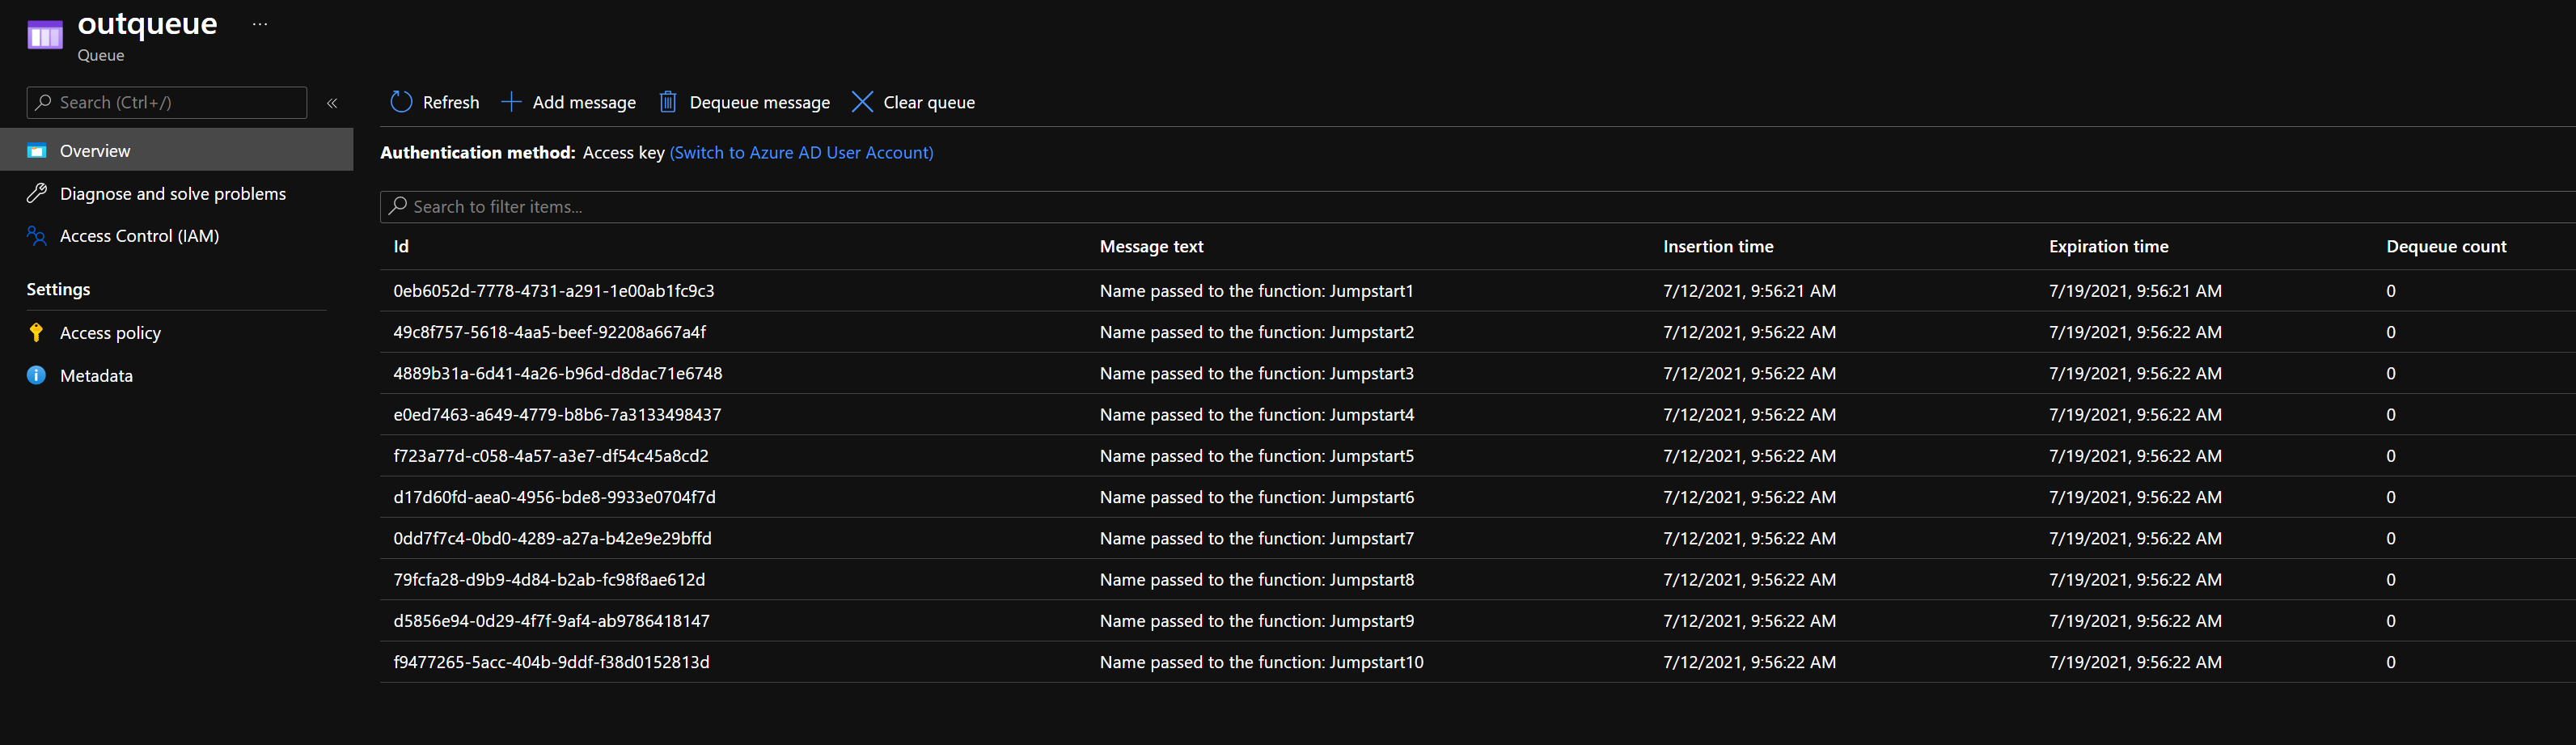 outqueue ...
Queue
Search (Ctrl+/) «
Overview
Diagnose and solve problems
Access Control (IAM)
Settings
Access policy
Metadata
Refresh Add message Dequeue message Clear queue
Authentication method: Access key (Switch to Azure AD User Account)
Search to filter items...
Id Message text Insertion time Expiration time Dequeue count
0eb6052d-7778-4731-a291-1e00ab1fc9c3 Name passed to the function: Jumpstart1 7/12/2021, 9:56:21 AM 7/19/2021, 9:56:21 AM 0
49c8f757-5618-4aa5-beef-92208a667a4f Name passed to the function: Jumpstart2 7/12/2021, 9:56:22 AM 7/19/2021, 9:56:22 AM 0
4889b31a-6d41-4a26-b96d-d8dac71e6748 Name passed to the function: Jumpstart3 7/12/2021, 9:56:22 AM 7/19/2021, 9:56:22 AM 0
e0ed7463-a649-4779-b8b6-7a3133498437 Name passed to the function: Jumpstart4 7/12/2021, 9:56:22 AM 7/19/2021, 9:56:22 AM 0
f723a77d-c058-4a57-a3e7-df54c45a8cd2 Name passed to the function: Jumpstart5 7/12/2021, 9:56:22 AM 7/19/2021, 9:56:22 AM 0
d17d60fd-aea0-4956-bde8-9933e0704f7d Name passed to the function: Jumpstart6 7/12/2021, 9:56:22 AM 7/19/2021, 9:56:22 AM 0
0dd7f7c4-0bd0-4289-a27a-b42e9e29bffd Name passed to the function: Jumpstart7 7/12/2021, 9:56:22 AM 7/19/2021, 9:56:22 AM 0
79fcfa28-d9b9-4d84-b2ab-fc98f8ae612d Name passed to the function: Jumpstart8 7/12/2021, 9:56:22 AM 7/19/2021, 9:56:22 AM 0
d5856e94-0d29-4f7f-9af4-ab9786418147 Name passed to the function: Jumpstart9 7/12/2021, 9:56:22 AM 7/19/2021, 9:56:22 AM 0
f9477265-5acc-404b-9ddf-f38d0152813d Name passed to the function: Jumpstart10 7/12/2021, 9:56:22 AM 7/19/2021, 9:56:22 AM 0